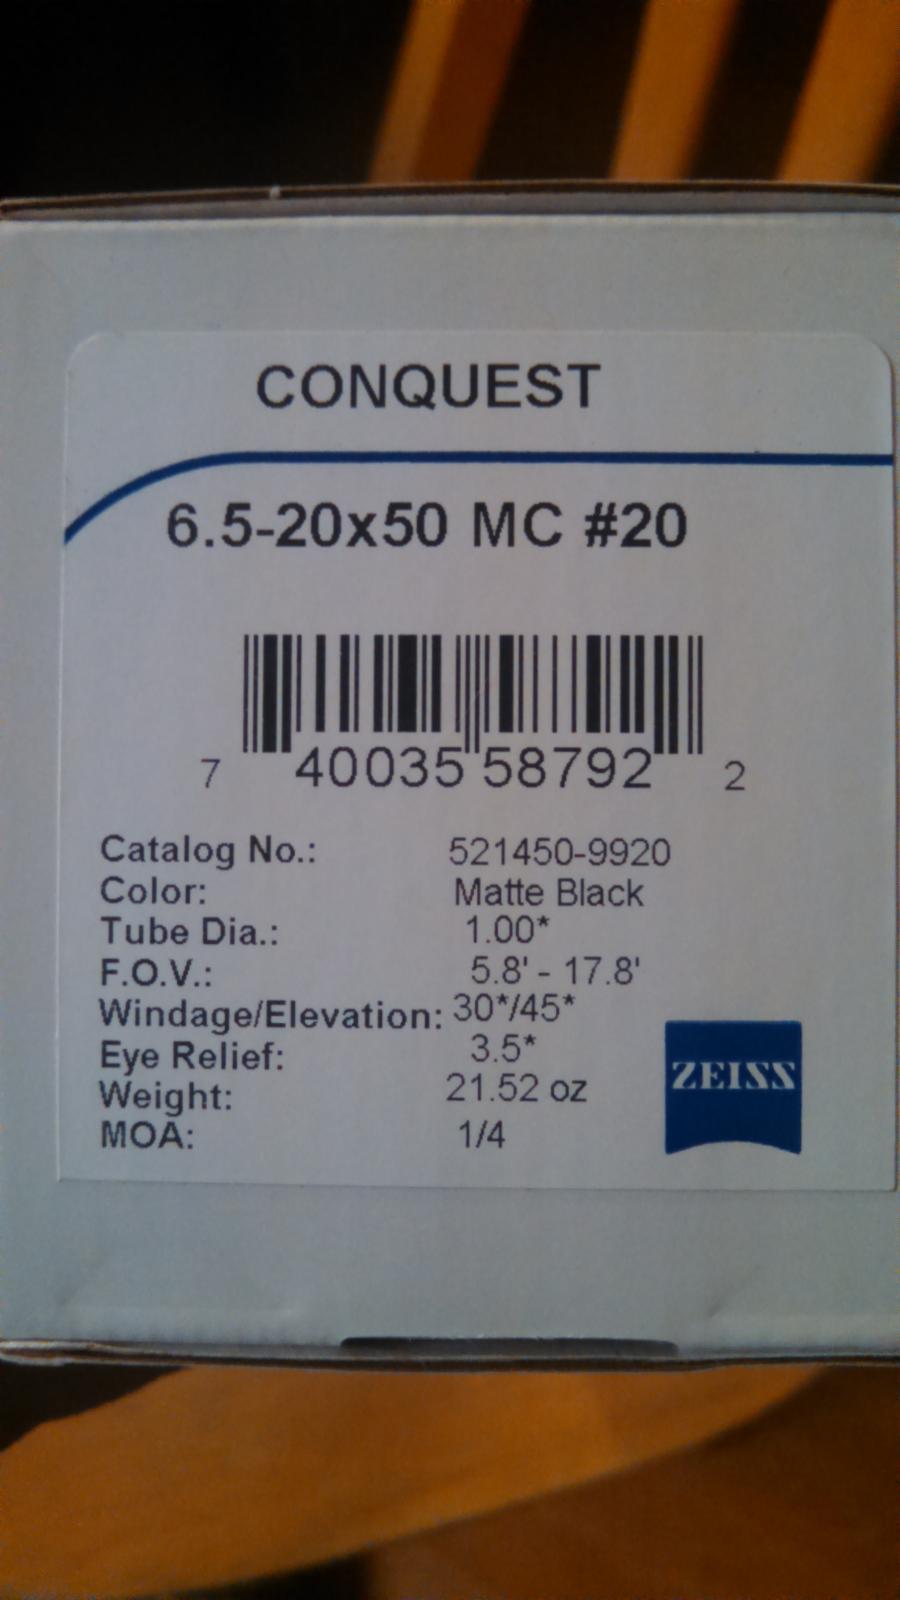 CONQUEST
6.5-20x50 MC #20
7 40035 58792 2
Catalog No.: 521450-9920
Color: Matte Black
Tube Dia.: 1.00*
F.O.V.: 5.8' - 17.8'
Windage/Elevation: 30*/45*
Eye Relief: 3.5*
Weight: 21.52 oz
MOA: 1/4
ZEISS